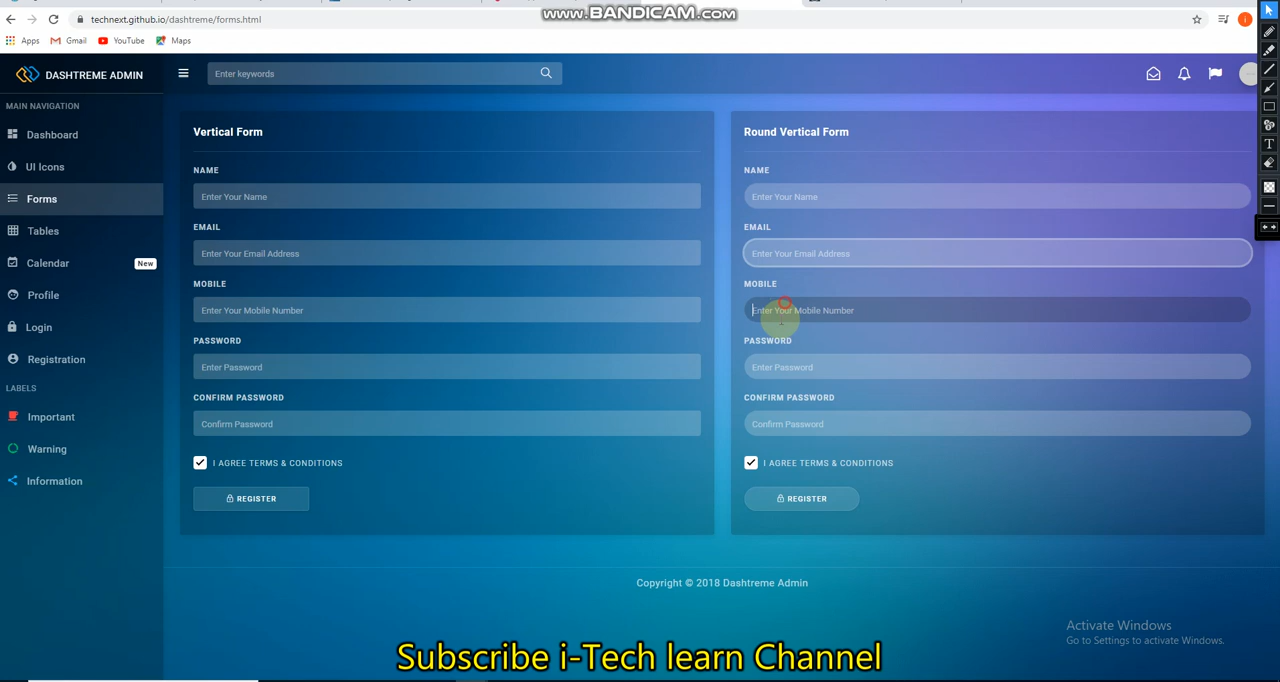 www.BANDICAM.com
technext.github.io/dashtreme/forms.html
i
Apps
Gmail
YouTube
Maps
DASHTREME ADMIN
Enter keywords
MAIN NAVIGATION
Dashboard
UI Icons
Forms
Tables
Calendar
New
Profile
Login
Registration
LABELS
Important
Warning
Information
Vertical Form
NAME
Enter Your Name
EMAIL
Enter Your Email Address
MOBILE
Enter Your Mobile Number
PASSWORD
Enter Password
CONFIRM PASSWORD
Confirm Password
I AGREE TERMS & CONDITIONS
REGISTER
Round Vertical Form
NAME
Enter Your Name
EMAIL
Enter Your Email Address
MOBILE
Enter Your Mobile Number
PASSWORD
Enter Password
CONFIRM PASSWORD
Confirm Password
I AGREE TERMS & CONDITIONS
REGISTER
Copyright © 2018 Dashtreme Admin
Activate Windows
Go to Settings to activate Windows.
Subscribe i-Tech learn Channel